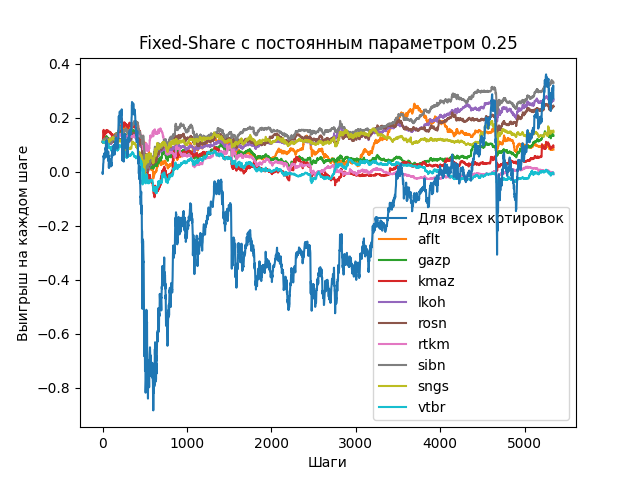 Fixed-Share с постоянным параметром 0.25
Выигрыш на каждом шаге
0.4
0.2
0.0
−0.2
−0.4
−0.6
−0.8
Для всех котировок
aflt
gazp
kmaz
lkoh
rosn
rtkm
sibn
sngs
vtbr
0 1000 2000 3000 4000 5000
Шаги